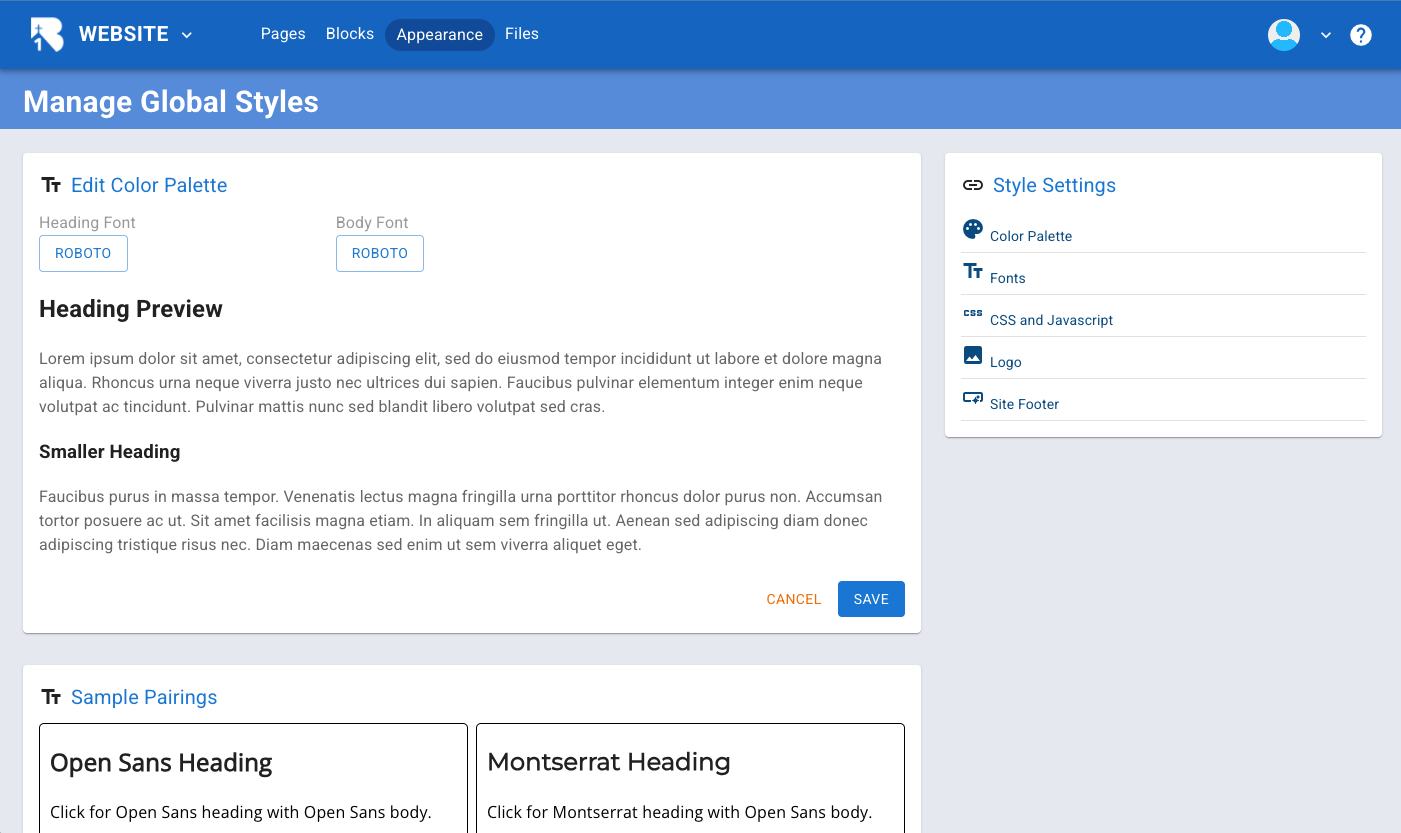 WEBSITE
Pages Blocks Appearance Files
Manage Global Styles
Edit Color Palette
Heading Font Body Font
ROBOTO ROBOTO
Heading Preview
Lorem ipsum dolor sit amet, consectetur adipiscing elit, sed do eiusmod tempor incididunt ut labore et dolore magna
aliqua. Rhoncus urna neque viverra justo nec ultrices dui sapien. Faucibus pulvinar elementum integer enim neque
volutpat ac tincidunt. Pulvinar mattis nunc sed blandit libero volutpat sed cras.
Smaller Heading
Faucibus purus in massa tempor. Venenatis lectus magna fringilla urna porttitor rhoncus dolor purus non. Accumsan
tortor posuere ac ut. Sit amet facilisis magna etiam. In aliquam sem fringilla ut. Aenean sed adipiscing diam donec
adipiscing tristique risus nec. Diam maecenas sed enim ut sem viverra aliquet eget.
CANCEL SAVE
Style Settings
Color Palette
Fonts
CSS and Javascript
Logo
Site Footer
Sample Pairings
Open Sans Heading
Click for Open Sans heading with Open Sans body.
Montserrat Heading
Click for Montserrat heading with Open Sans body.